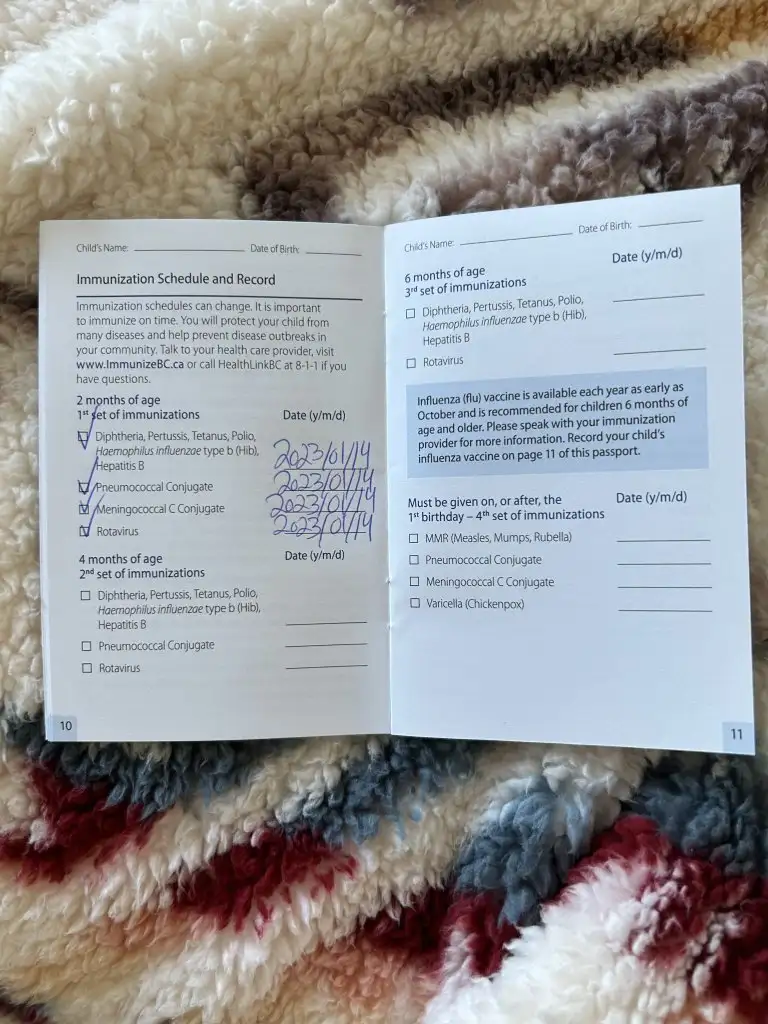 Child's Name: Date of Birth:
Immunization Schedule and Record
Immunization schedules can change. It is important
to immunize on time. You will protect your child from
many diseases and help prevent disease outbreaks in
your community. Talk to your health care provider, visit
www.ImmunizeBC.ca or call HealthLinkBC at 8-1-1 if you
have questions.
2 months of age
1st set of immunizations Date (y/m/d)
Diphtheria, Pertussis, Tetanus, Polio,
Haemophilus influenzae type b (Hib),
Hepatitis B 2023/01/14
Pneumococcal Conjugate 2023/01/14
Meningococcal C Conjugate 2023/01/14
Rotavirus 2023/01/14
4 months of age
2nd set of immunizations Date (y/m/d)
Diphtheria, Pertussis, Tetanus, Polio,
Haemophilus influenzae type b (Hib),
Hepatitis B
Pneumococcal Conjugate
Rotavirus
10
Child's Name: Date of Birth:
6 months of age Date (y/m/d)
3rd set of immunizations
Diphtheria, Pertussis, Tetanus, Polio,
Haemophilus influenzae type b (Hib),
Hepatitis B
Rotavirus
Influenza (flu) vaccine is available each year as early as
October and is recommended for children 6 months of
age and older. Please speak with your immunization
provider for more information. Record your child's
influenza vaccine on page 11 of this passport.
Must be given on, or after, the Date (y/m/d)
1st birthday – 4th set of immunizations
MMR (Measles, Mumps, Rubella)
Pneumococcal Conjugate
Meningococcal C Conjugate
Varicella (Chickenpox)
11